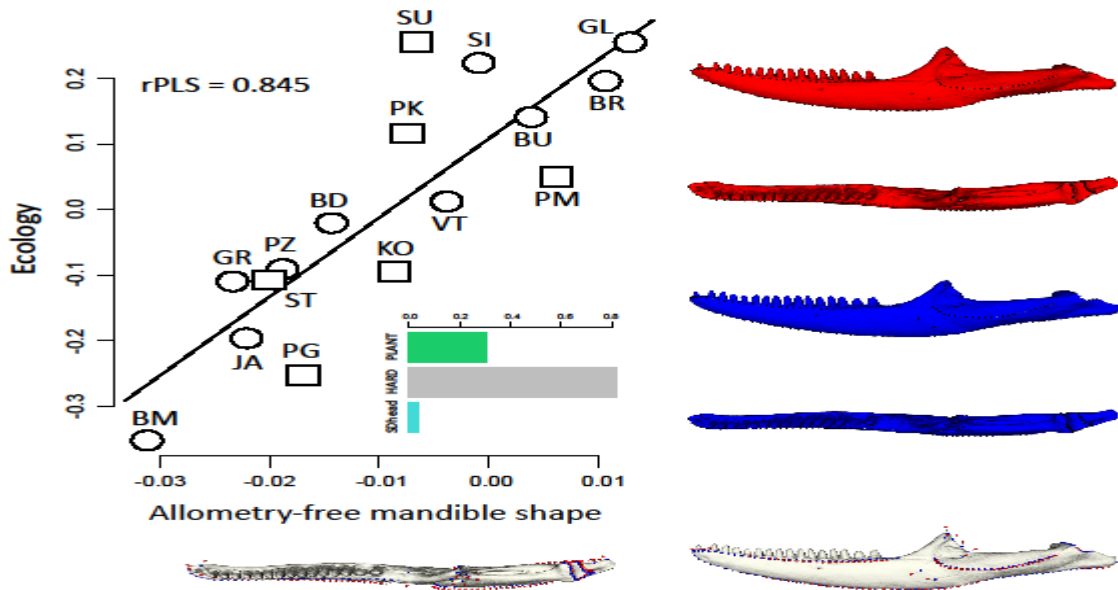 SU
SI
GL
rPLS = 0.845
BR
PK
BU
PM
BD
VT
GR
PZ
KO
ST
JA
PG
BM
Ecology
0.2
0.1
0.0
-0.1
-0.2
-0.3
0.0
0.2
0.4
0.6
0.8
PLANT
HARD
SDhead
-0.03
-0.02
-0.01
0.00
0.01
Allometry-free mandible shape